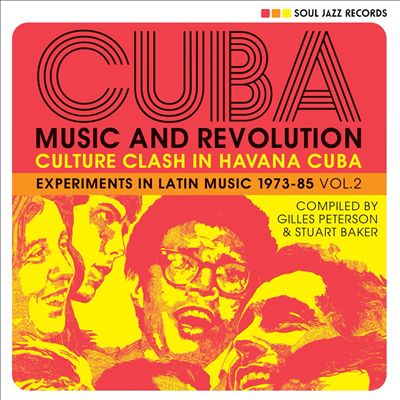 SOUL JAZZ RECORDS
CUBA
MUSIC AND REVOLUTION
CULTURE CLASH IN HAVANA CUBA
EXPERIMENTS IN LATIN MUSIC 1973-85 VOL.2
COMPILED BY
GILLES PETERSON
& STUART BAKER